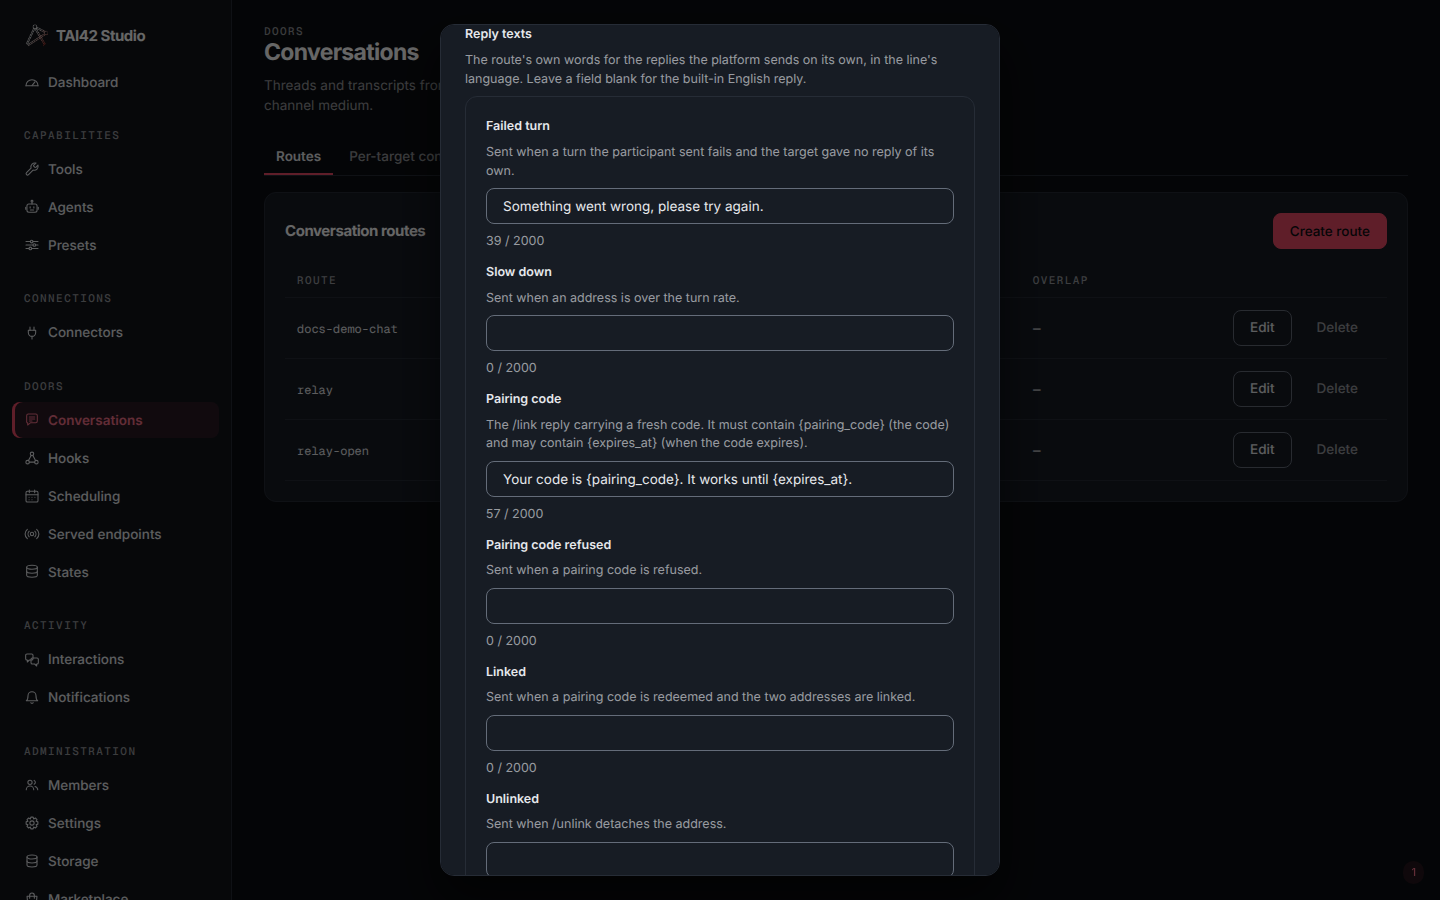 TAI42 Studio
Dashboard
CAPABILITIES
Tools
Agents
Presets
CONNECTIONS
Connectors
DOORS
Conversations
Hooks
Scheduling
Served endpoints
States
ACTIVITY
Interactions
Notifications
ADMINISTRATION
Members
Settings
Storage
Marketplace
DOORS
Conversations
Threads and transcripts from
channel medium.
Routes
Per-target con
Conversation routes
Create route
ROUTE
OVERLAP
docs-demo-chat
–
Edit
Delete
relay
–
Edit
Delete
relay-open
–
Edit
Delete
Reply texts
The route's own words for the replies the platform sends on its own, in the line's
language. Leave a field blank for the built-in English reply.
Failed turn
Sent when a turn the participant sent fails and the target gave no reply of its
own.
Something went wrong, please try again.
39 / 2000
Slow down
Sent when an address is over the turn rate.
0 / 2000
Pairing code
The /link reply carrying a fresh code. It must contain {pairing_code} (the code)
and may contain {expires_at} (when the code expires).
Your code is {pairing_code}. It works until {expires_at}.
57 / 2000
Pairing code refused
Sent when a pairing code is refused.
0 / 2000
Linked
Sent when a pairing code is redeemed and the two addresses are linked.
0 / 2000
Unlinked
Sent when /unlink detaches the address.
1